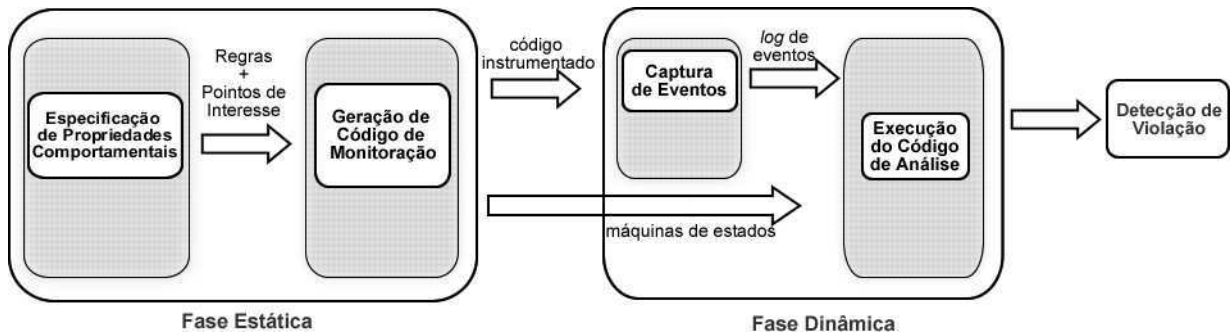 Especificação
de Propriedades
Comportamentais
Regras
+
Pointos de
Interesse
Geração de
Código de
Monitoração
código
instrumentado
Captura
de Eventos
log de
eventos
Execução
do Código
de Análise
máquinas de estados
Detecção de
Violação
Fase Estática
Fase Dinâmica